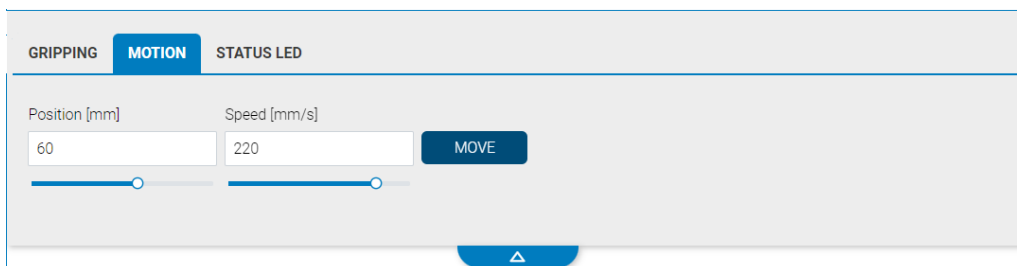 GRIPPING MOTION STATUS LED
Position [mm] Speed [mm/s]
60 220 MOVE